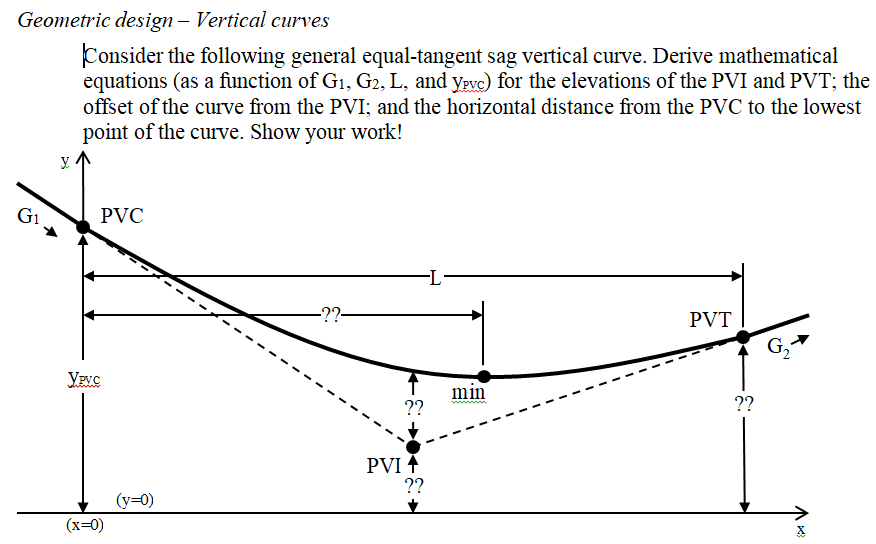 Geometric design – Vertical curves
Consider the following general equal-tangent sag vertical curve. Derive mathematical
equations (as a function of G1, G2, L, and yPVC) for the elevations of the PVI and PVT; the
offset of the curve from the PVI; and the horizontal distance from the PVC to the lowest
point of the curve. Show your work!
y
G1
PVC
L
??
PVT
G2
yPVC
min
??
??
PVI
??
(y=0)
(x=0)
x